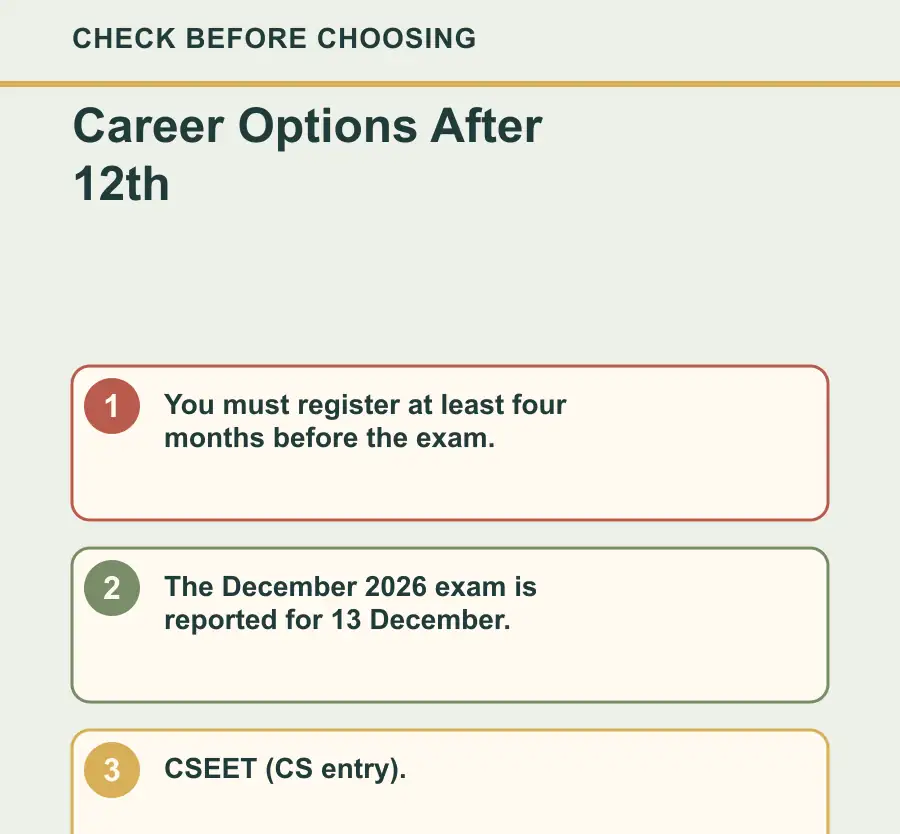 CHECK BEFORE CHOOSING
Career Options After
12th
1
You must register at least four
months before the exam.
2
The December 2026 exam is
reported for 13 December.
3
CSEET (CS entry).